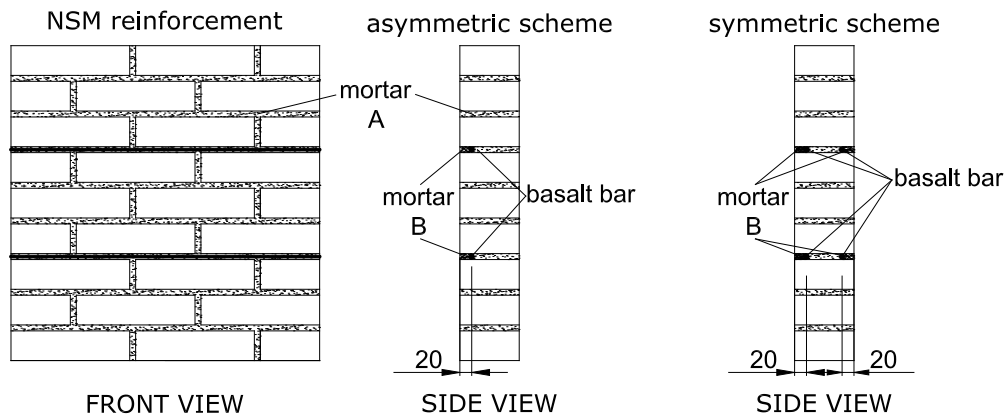 NSM reinforcement
asymmetric scheme
symmetric scheme
mortar
A
mortar
B
basalt bar
mortar
B
basalt bar
20
20
20
FRONT VIEW
SIDE VIEW
SIDE VIEW